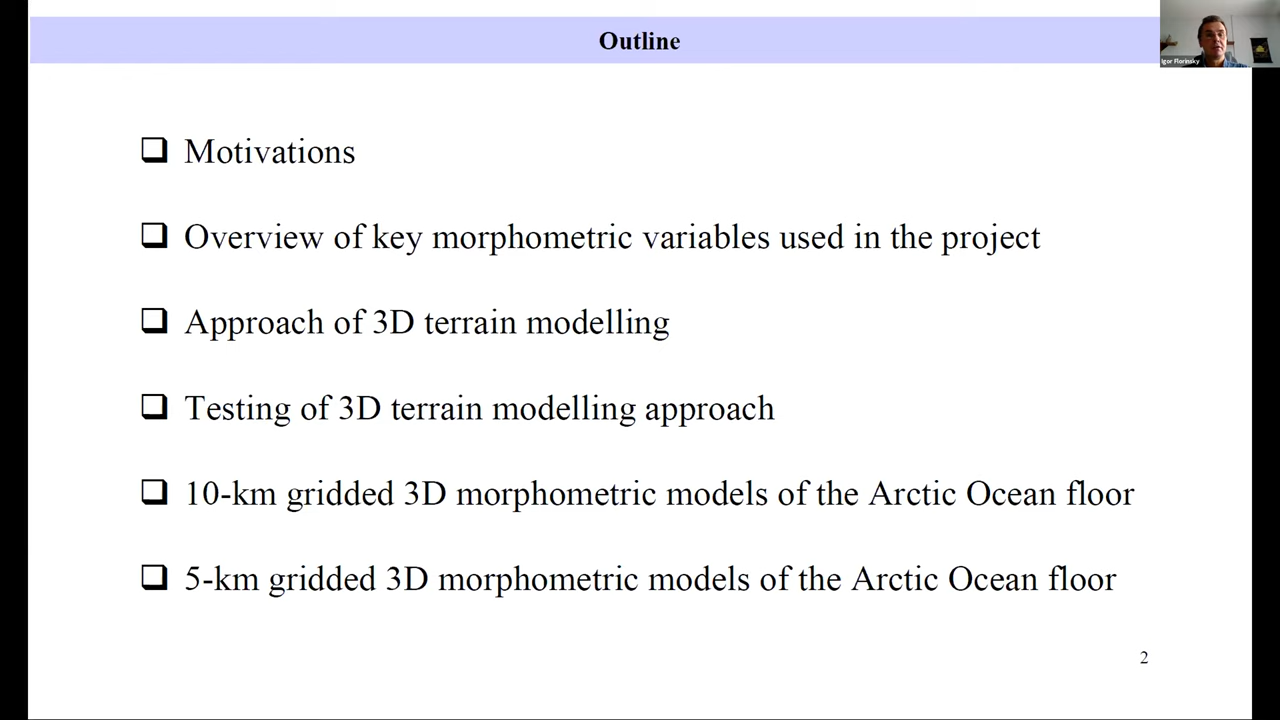 Outline
Igor Florinsky
❑ Motivations
❑ Overview of key morphometric variables used in the project
❑ Approach of 3D terrain modelling
❑ Testing of 3D terrain modelling approach
❑ 10-km gridded 3D morphometric models of the Arctic Ocean floor
❑ 5-km gridded 3D morphometric models of the Arctic Ocean floor
2